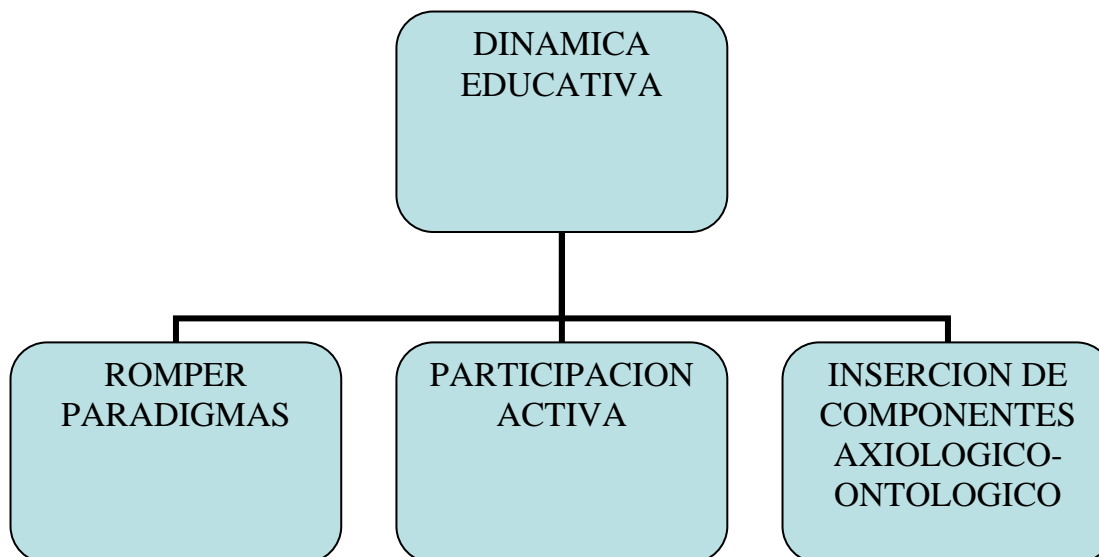 DINAMICA
EDUCATIVA
ROMPER
PARADIGMAS
PARTICIPACION
ACTIVA
INSERCION DE
COMPONENTES
AXIOLOGICO-
ONTOLOGICO